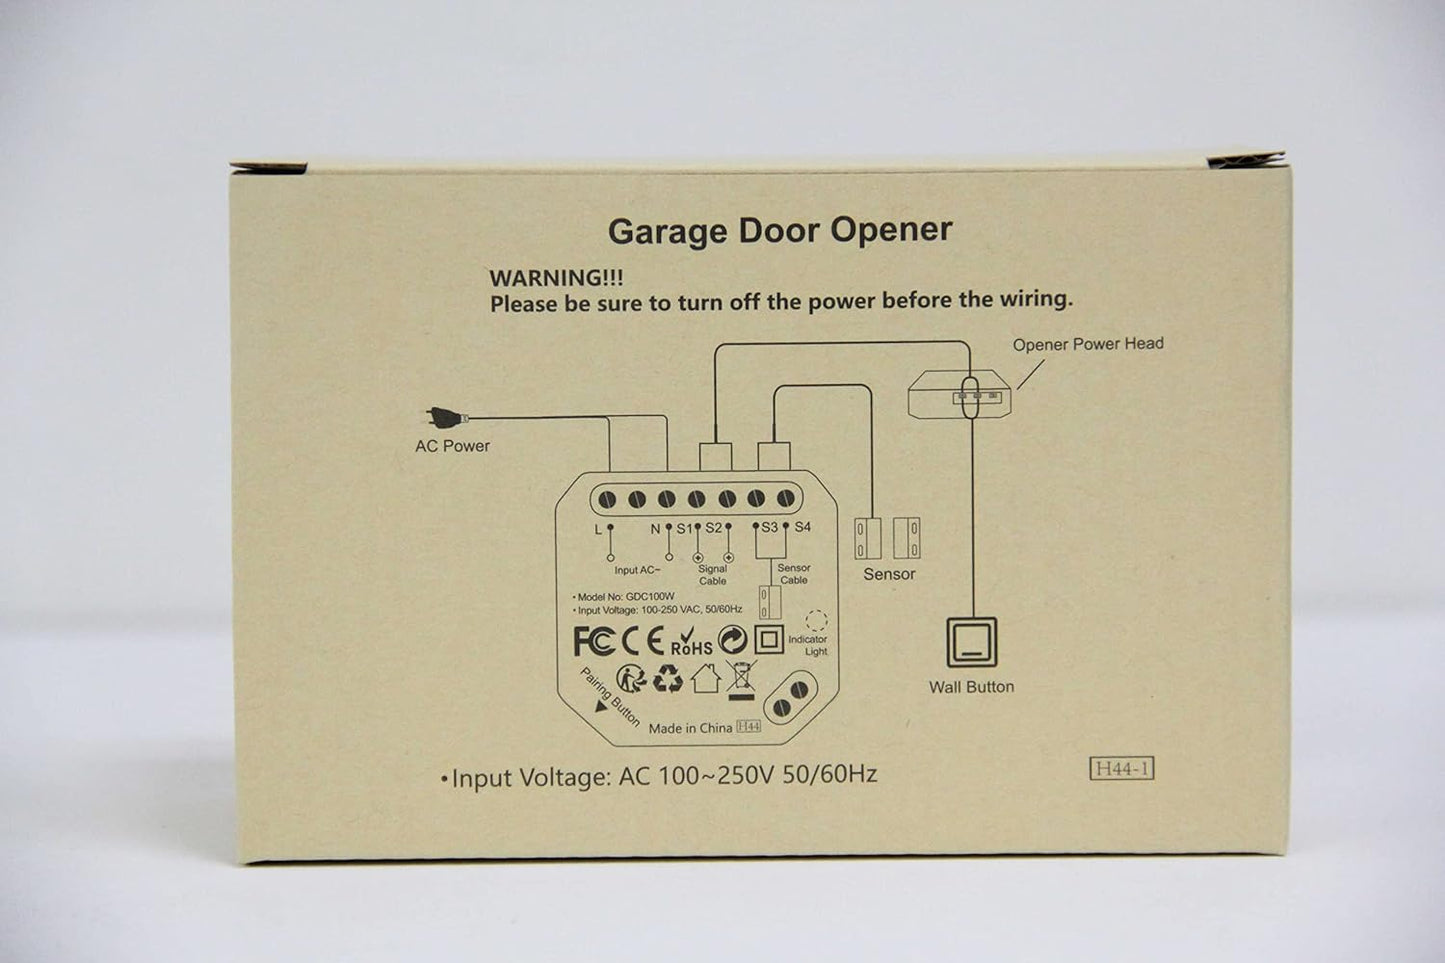 Garage Door Opener
WARNING!!!
Please be sure to turn off the power before the wiring.
Opener Power Head
AC Power
L N S1 S2 S3 S4
Input AC~
Signal
Cable
Sensor
Cable
Sensor
• Model No: GDC100W
• Input Voltage: 100-250 VAC, 50/60Hz
FC CE RoHS
Indicator
Light
Pairing Button
Made in China H44
Wall Button
• Input Voltage: AC 100~250V 50/60Hz
H44-1